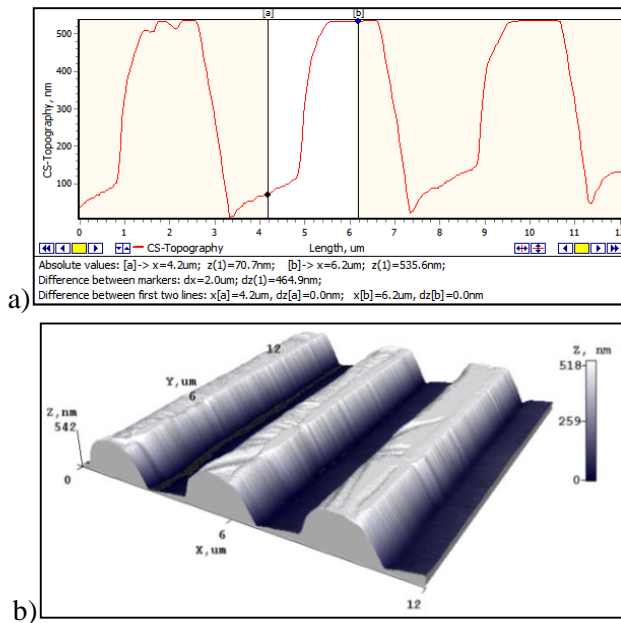 a)
[a] [b]
CS-Topography, nm
500
400
300
200
100
0 1 2 3 4 5 6 7 8 9 10 11 12
CS-Topography Length, um
Absolute values: [a]-> x=4.2um; z(1)=70.7nm; [b]-> x=6.2um; z(1)=535.6nm
Difference between markers: dx=2.0um; dz(1)=464.9nm;
Difference between first two lines: x[a]=4.2um, dz[a]=0.0nm; x[b]=6.2um, dz[b]=0.0nm
b)
Z, nm
518
259
0
12
Y,um
6
Z,nm
542
0
6
X,um
12